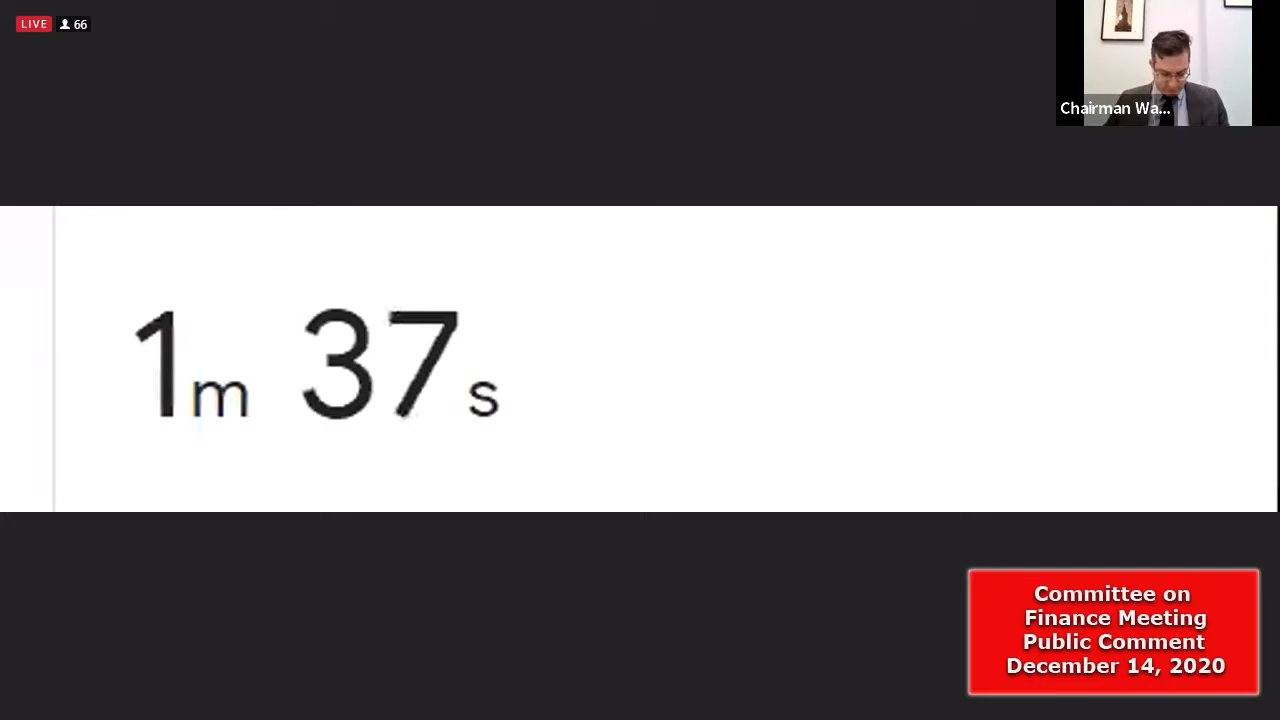 LIVE 66
Chairman Wa...
1m 37s
Committee on
Finance Meeting
Public Comment
December 14, 2020